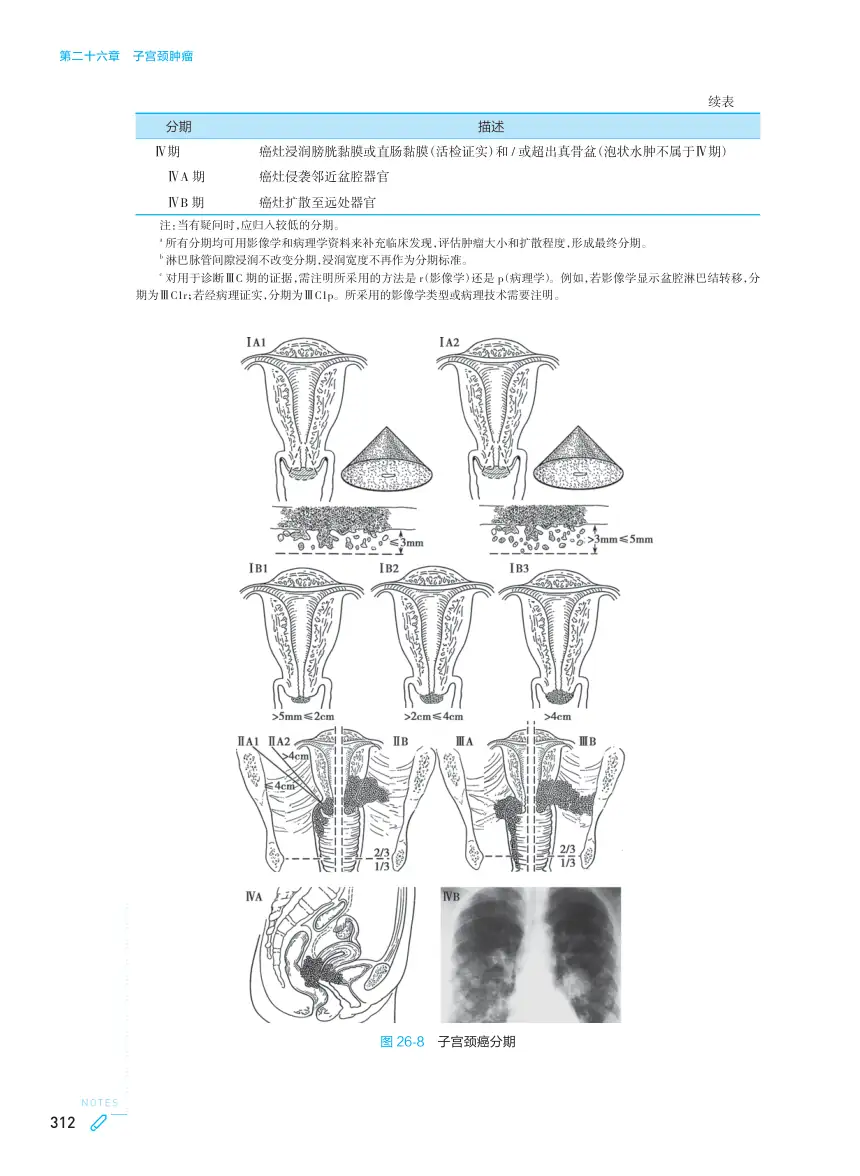 第二十六章 子宫颈肿瘤
续表
分期 描述
Ⅳ期 癌灶浸润膀胱黏膜或直肠黏膜(活检证实)和/或超出真骨盆(泡状水肿不属于Ⅳ期)
ⅣA 期 癌灶侵袭邻近盆腔器官
ⅣB 期 癌灶扩散至远处器官
注:当有疑问时,应归入较低的分期。
a 所有分期均可用影像学和病理学资料来补充临床发现,评估肿瘤大小和扩散程度,形成最终分期。
b 淋巴脉管间隙浸润不改变分期,浸润宽度不再作为分期标准。
c 对用于诊断ⅢC 期的证据,需注明所采用的方法是 r(影像学)还是 p(病理学)。例如,若影像学显示盆腔淋巴结转移,分
期为ⅢC1r;若经病理证实,分期为ⅢC1p。所采用的影像学类型或病理技术需要注明。
ⅠA1 ⅠA2
≤3mm >3mm≤5mm
ⅠB1 ⅠB2 ⅠB3
>5mm≤2cm >2cm≤4cm >4cm
ⅡA1 ⅡA2 ⅡB ⅢA ⅢB
>4cm
≤4cm
2/3 2/3
1/3 1/3
ⅣA ⅣB
图 26-8 子宫颈癌分期
NOTES
312